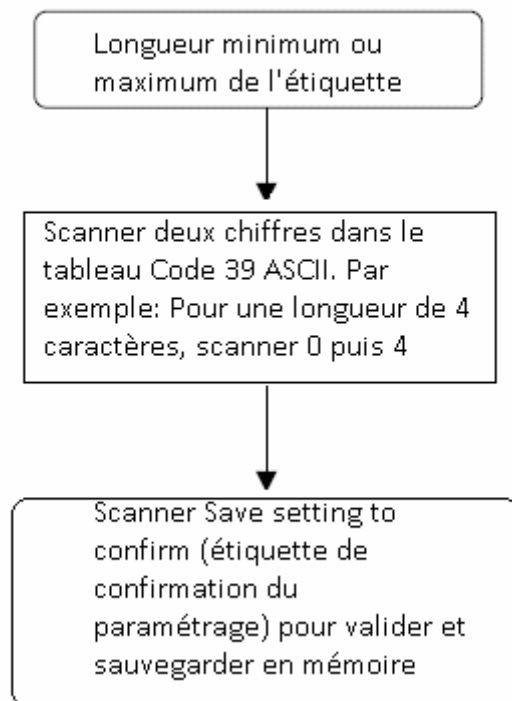 Longueur minimum ou
maximum de l'étiquette
Scanner deux chiffres dans le
tableau Code 39 ASCII. Par
exemple: Pour une longueur de 4
caractères, scanner 0 puis 4
Scanner Save setting to
confirm (étiquette de
confirmation du
paramétrage) pour valider et
sauvegarder en mémoire